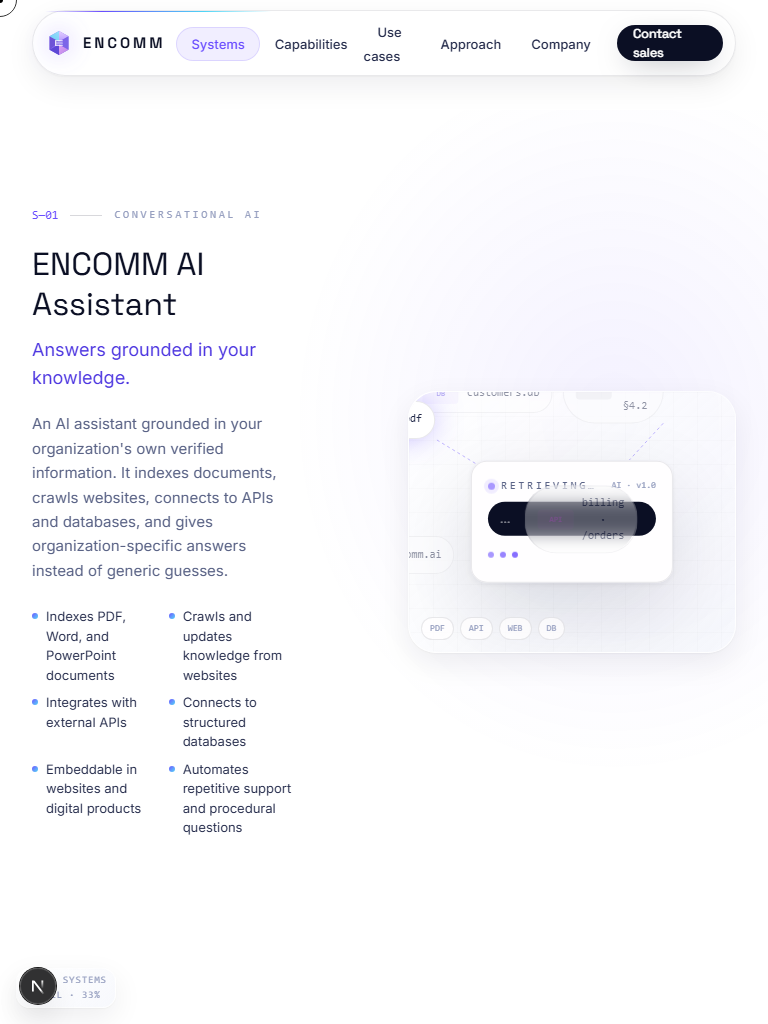 ENCOMM
Systems
Capabilities
Use
cases
Approach
Company
Contact
sales
S—01
CONVERSATIONAL AI
ENCOMM AI
Assistant
Answers grounded in your
knowledge.
An AI assistant grounded in your
organization's own verified
information. It indexes documents,
crawls websites, connects to APIs
and databases, and gives
organization-specific answers
instead of generic guesses.
Indexes PDF,
Word, and
PowerPoint
documents
Crawls and
updates
knowledge from
websites
Integrates with
external APIs
Connects to
structured
databases
Embeddable in
websites and
digital products
Automates
repetitive support
and procedural
questions
DB
customers.db
§4.2
RETRIEVING…
AI · v1.0
billing
·
/orders
…
PDF
API
WEB
DB
SYSTEMS
· 33%